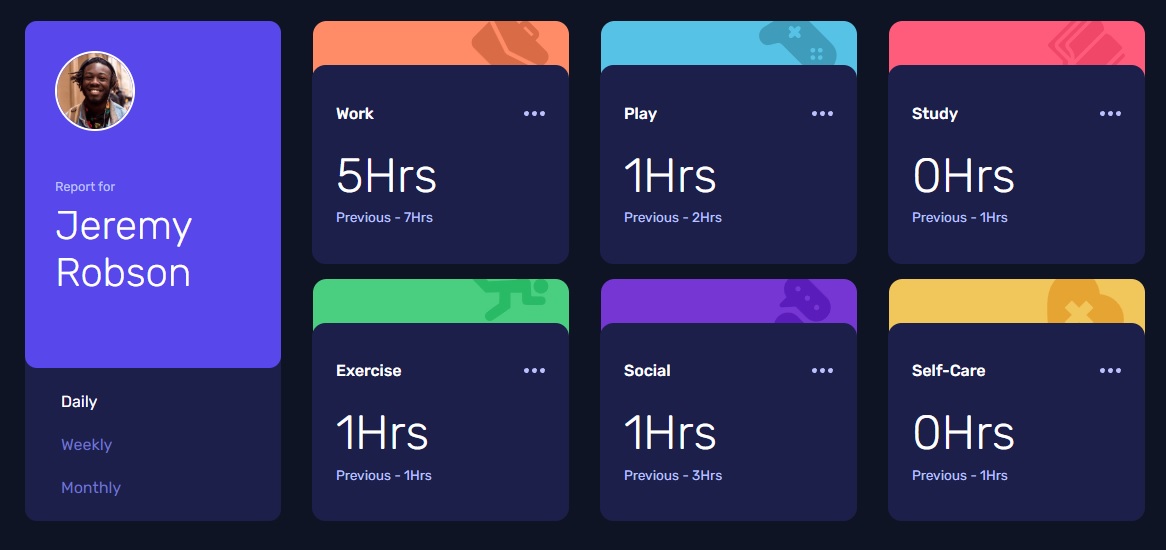 Report for
Jeremy
Robson
Daily
Weekly
Monthly
Work
5Hrs
Previous - 7Hrs
Play
1Hrs
Previous - 2Hrs
Study
0Hrs
Previous - 1Hrs
Exercise
1Hrs
Previous - 1Hrs
Social
1Hrs
Previous - 3Hrs
Self-Care
0Hrs
Previous - 1Hrs